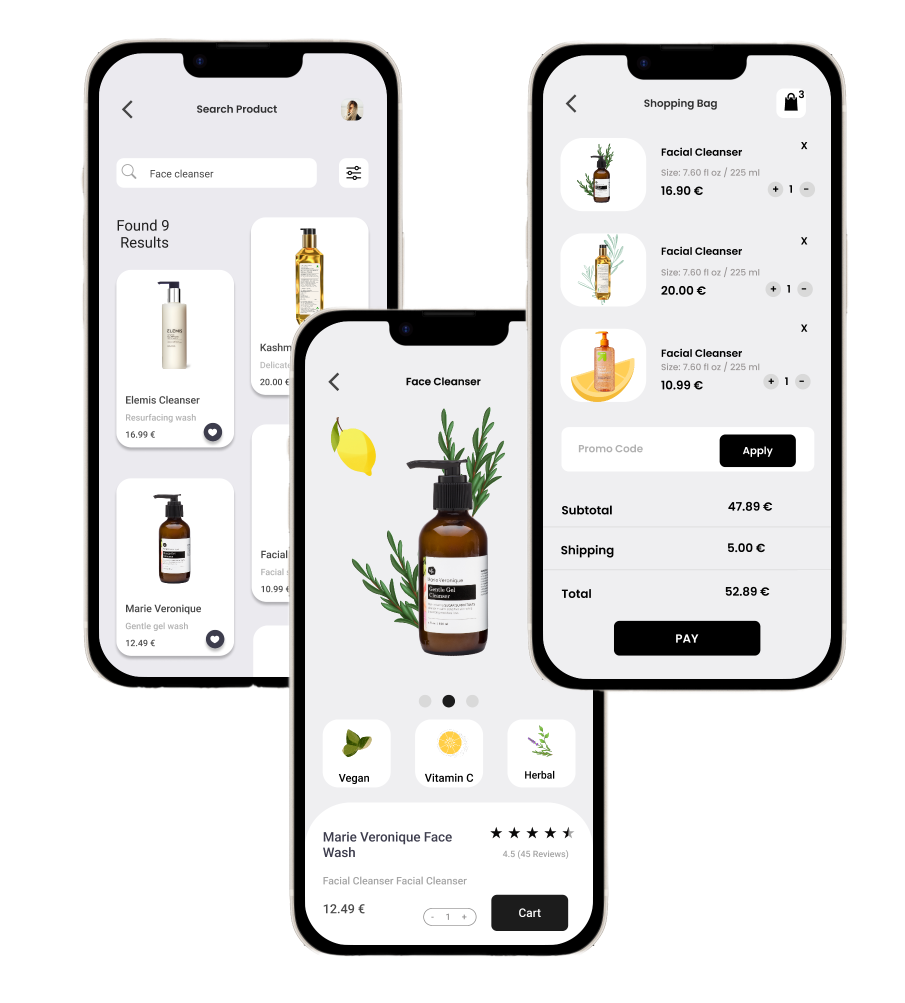 Search Product
Face cleanser
Found 9
Results
ELEMIS
Elemis Cleanser
Resurfacing wash
16.99 €
Kashm
Delicate
20.00 €
Marie Veronique
Gentle gel wash
12.49 €
Facial
Facial s
10.99 €
Face Cleanser
Marie Veronique
Gentle Gel
Cleanser
Vegan
Vitamin C
Herbal
Marie Veronique Face
Wash
4.5 (45 Reviews)
Facial Cleanser Facial Cleanser
12.49 €
- 1 +
Cart
Shopping Bag
3
Facial Cleanser
X
Size: 7.60 fl oz / 225 ml
16.90 €
+ 1 -
Facial Cleanser
X
Size: 7.60 fl oz / 225 ml
20.00 €
+ 1 -
Facial Cleanser
X
Size: 7.60 fl oz / 225 ml
10.99 €
+ 1 -
Promo Code
Apply
Subtotal
47.89 €
Shipping
5.00 €
Total
52.89 €
PAY